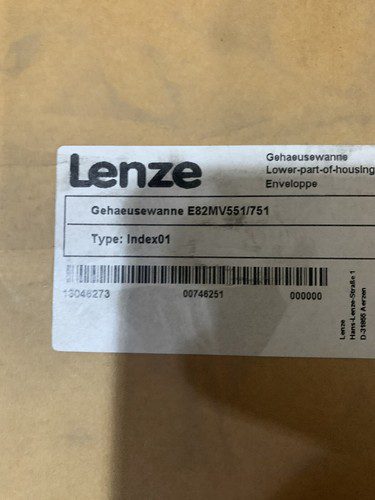 Lenze
Gehaeusewanne
Lower-part-of-housing
Enveloppe
Gehaeusewanne E82MV551/751
Type: Index01
13046273 00746251 000000
Lenze
Hans-Lenze-Straße 1
D-31855 Aerzen